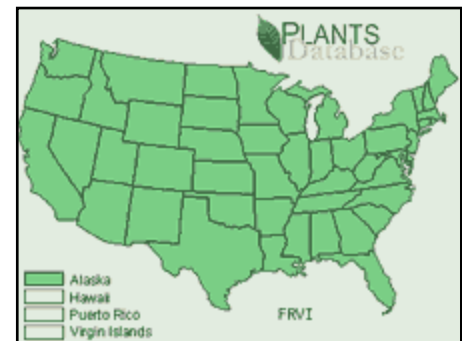 PLANTS
Database
Alaska
Hawaii
Puerto Rico
Virgin Islands
FRVI